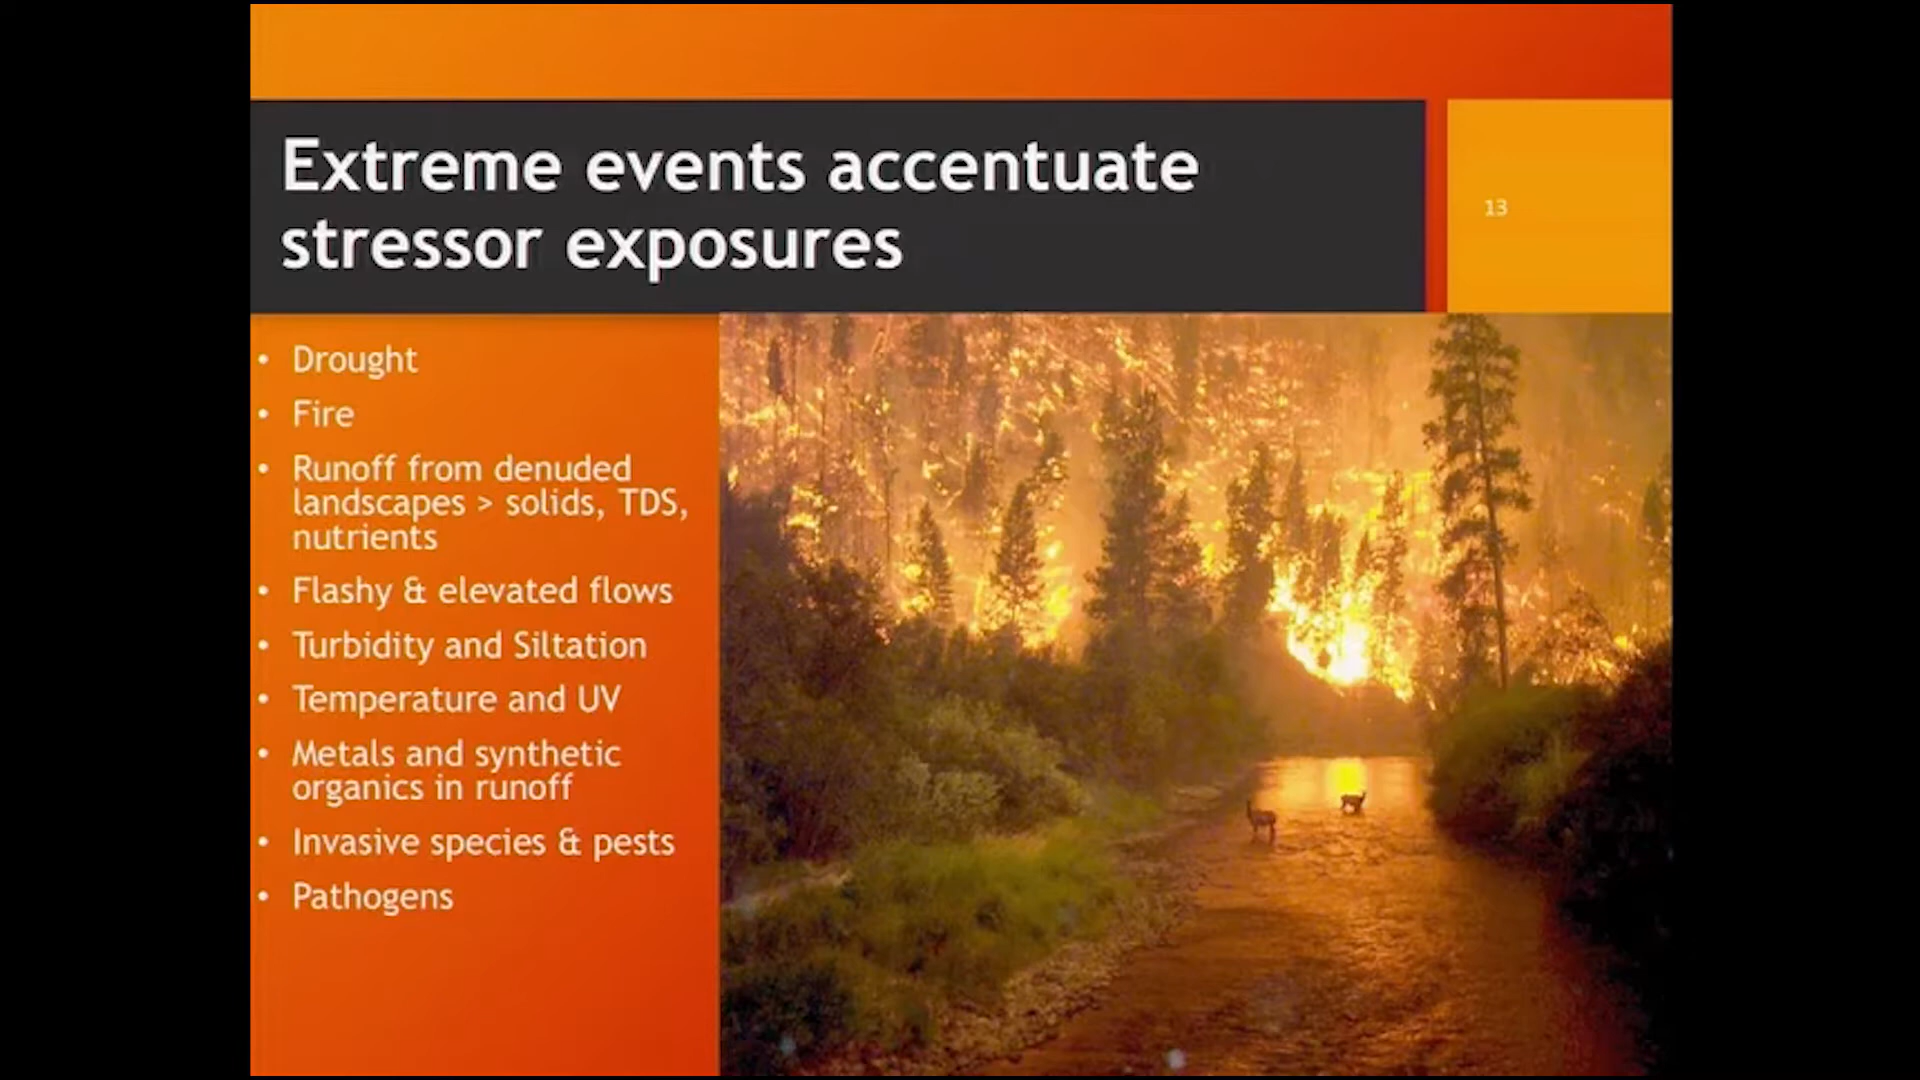 Extreme events accentuate
stressor exposures
13
• Drought
• Fire
• Runoff from denuded
landscapes > solids, TDS,
nutrients
• Flashy & elevated flows
• Turbidity and Siltation
• Temperature and UV
• Metals and synthetic
organics in runoff
• Invasive species & pests
• Pathogens